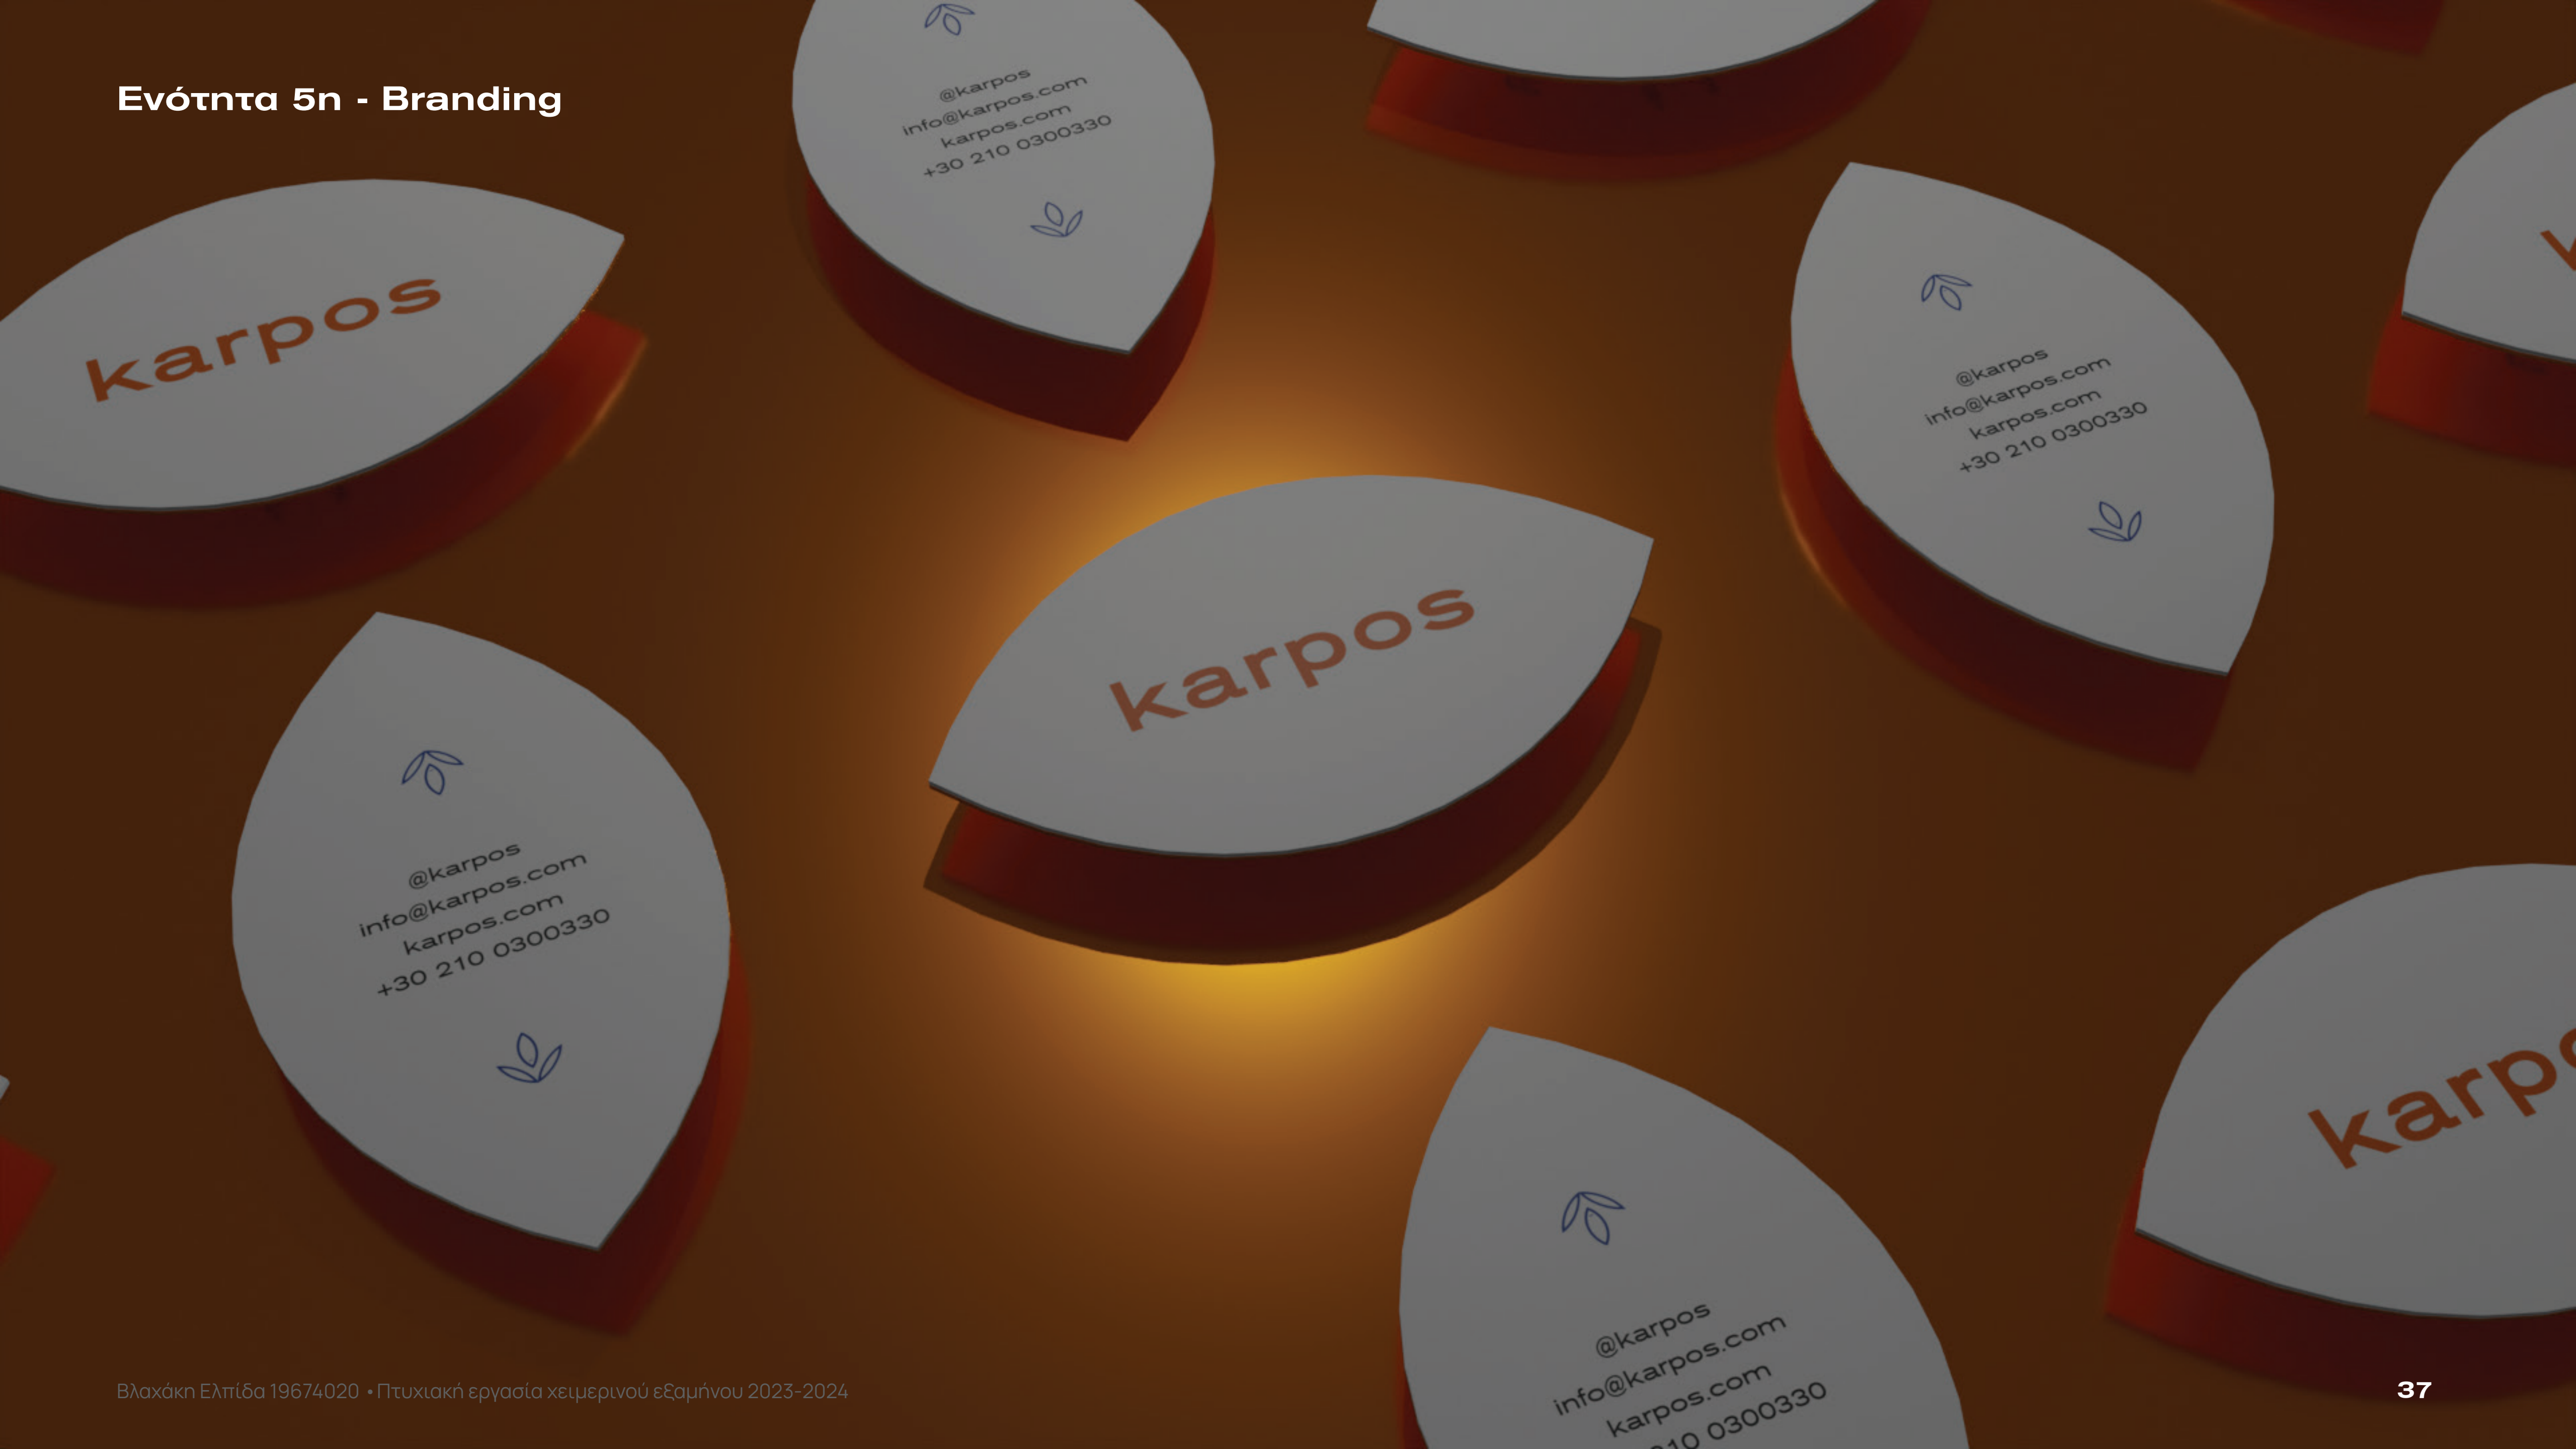 Ενότητα 5η - Branding
@karpos
info@karpos.com
karpos.com
+30 210 0300330
karpos
@karpos
info@karpos.com
karpos.com
+30 210 0300330
karpos
@karpos
info@karpos.com
karpos.com
+30 210 0300330
karpo
@karpos
info@karpos.com
karpos.com
10 0300330
Βλαχάκη Ελπίδα 19674020 • Πτυχιακή εργασία χειμερινού εξαμήνου 2023-2024
37